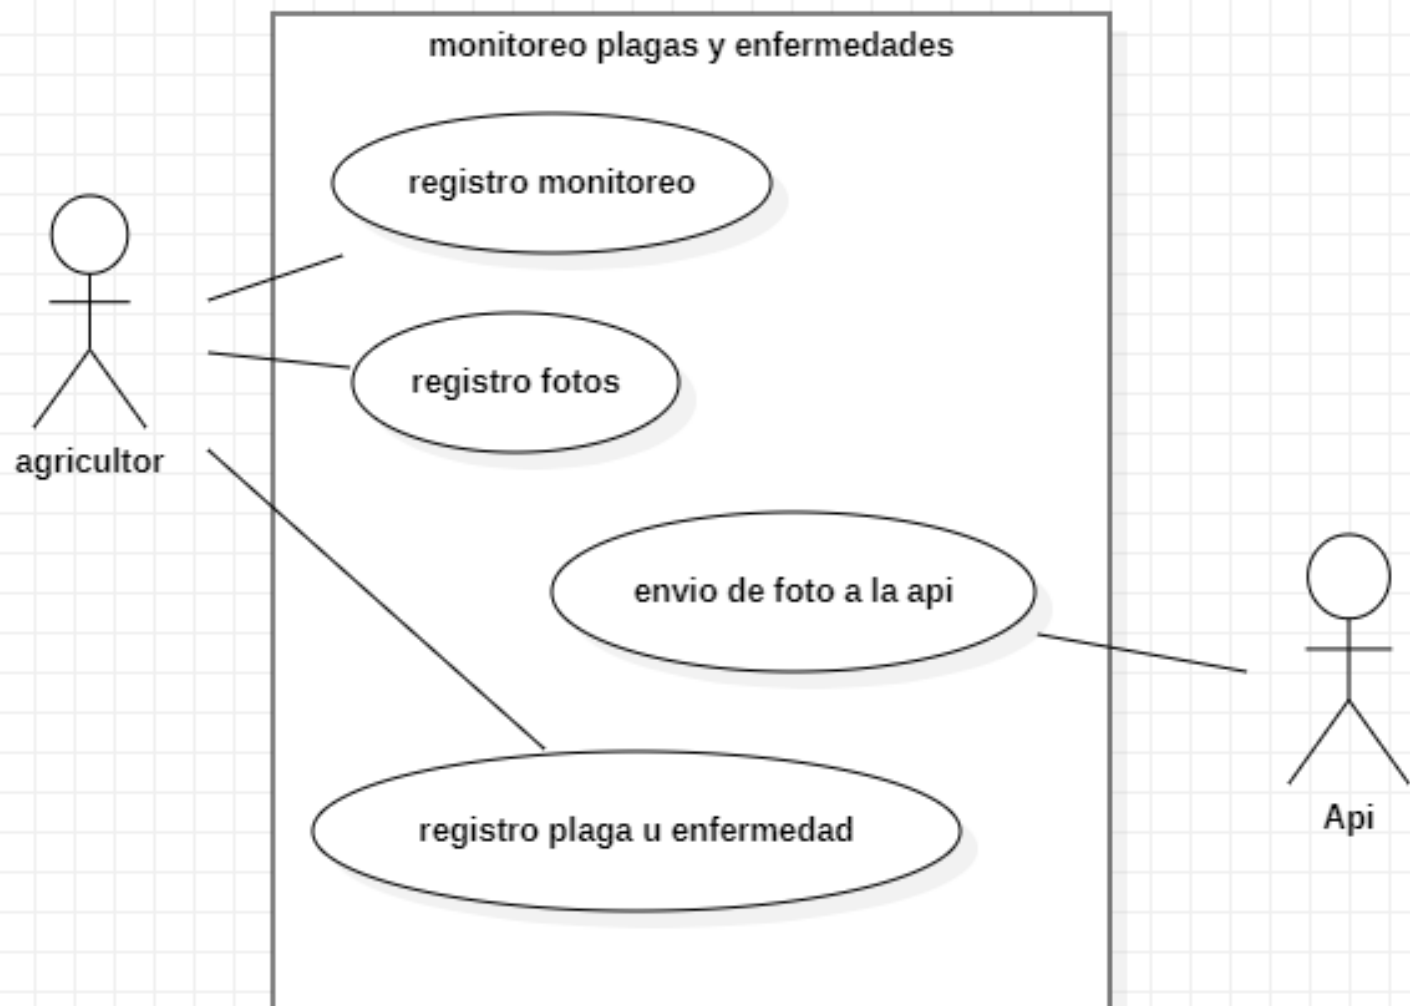 monitoreo plagas y enfermedades
registro monitoreo
registro fotos
agricultor
envio de foto a la api
Api
registro plaga u enfermedad